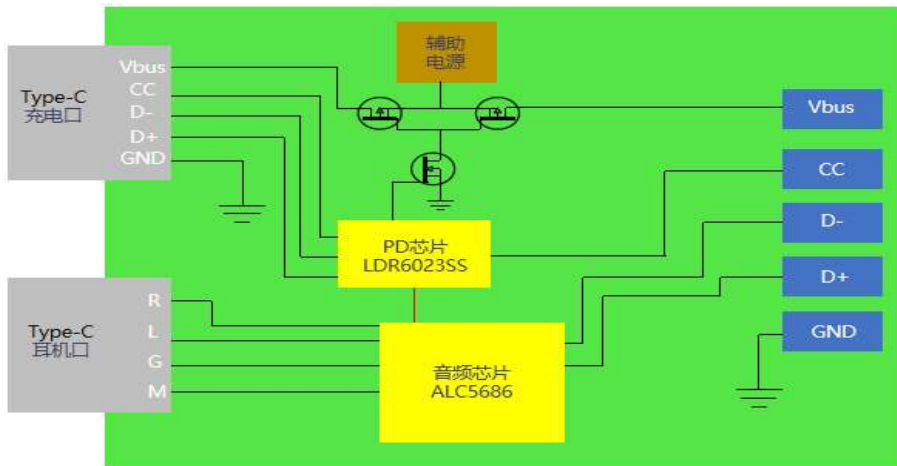 辅助
电源
Type-C
充电口
Vbus
CC
D-
D+
GND
Vbus
CC
D-
D+
GND
PD芯片
LDR6023SS
Type-C
耳机口
R
L
G
M
音频芯片
ALC5686